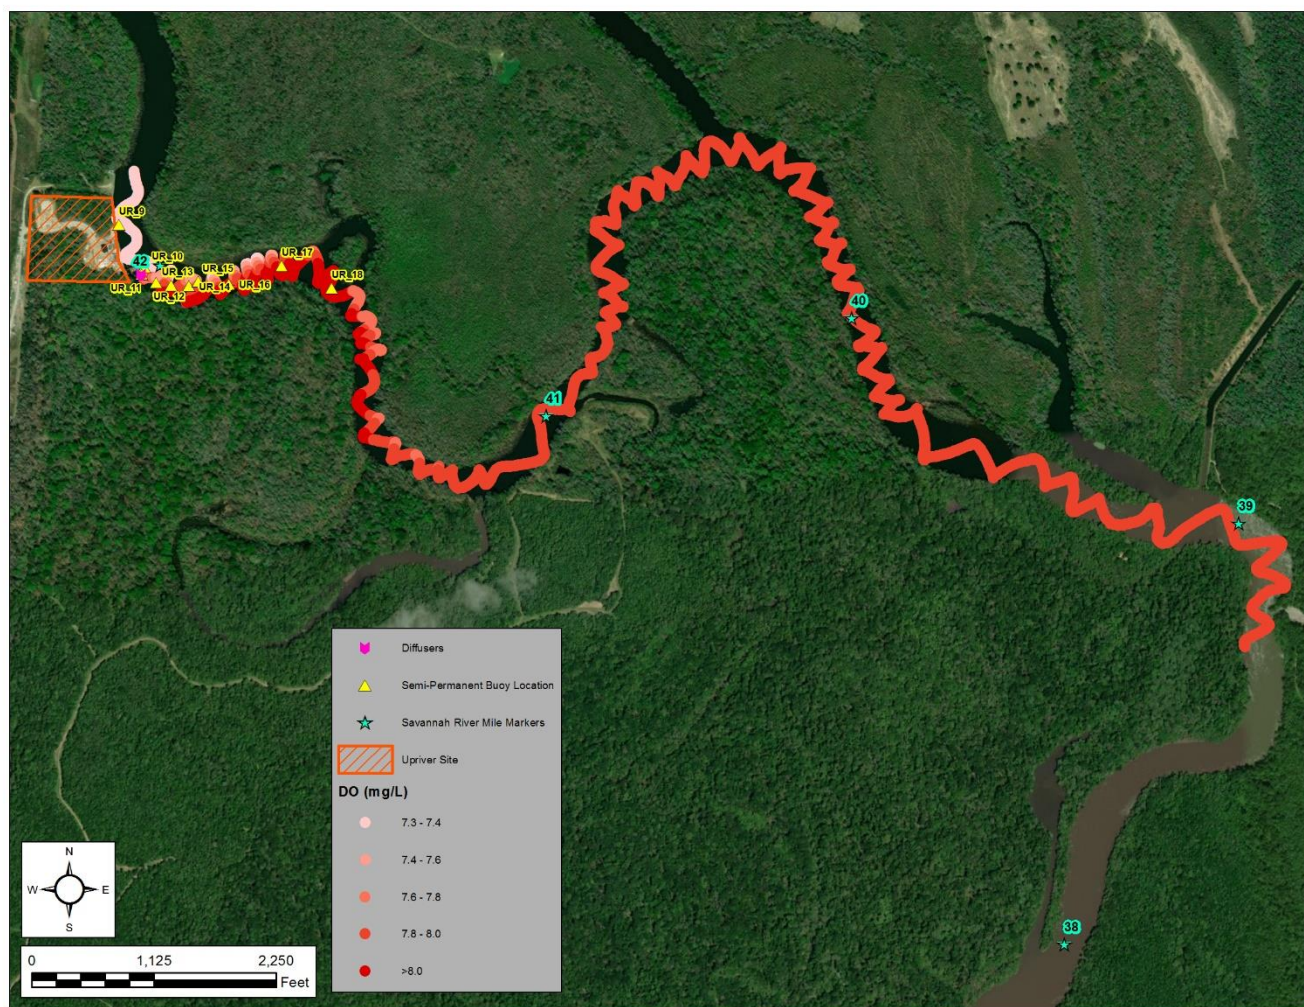 UR_9
42
UR_10
UR_13
UR_15
UR_17
UR_11
UR_12
UR_14
UR_16
UR_18
40
41
39
Diffusers
Semi-Permanent Buoy Location
Savannah River Mile Markers
Upriver Site
DO (mg/L)
7.3 - 7.4
7.4 - 7.6
7.6 - 7.8
7.8 - 8.0
>8.0
N
W E
S
38
0 1,125 2,250
Feet